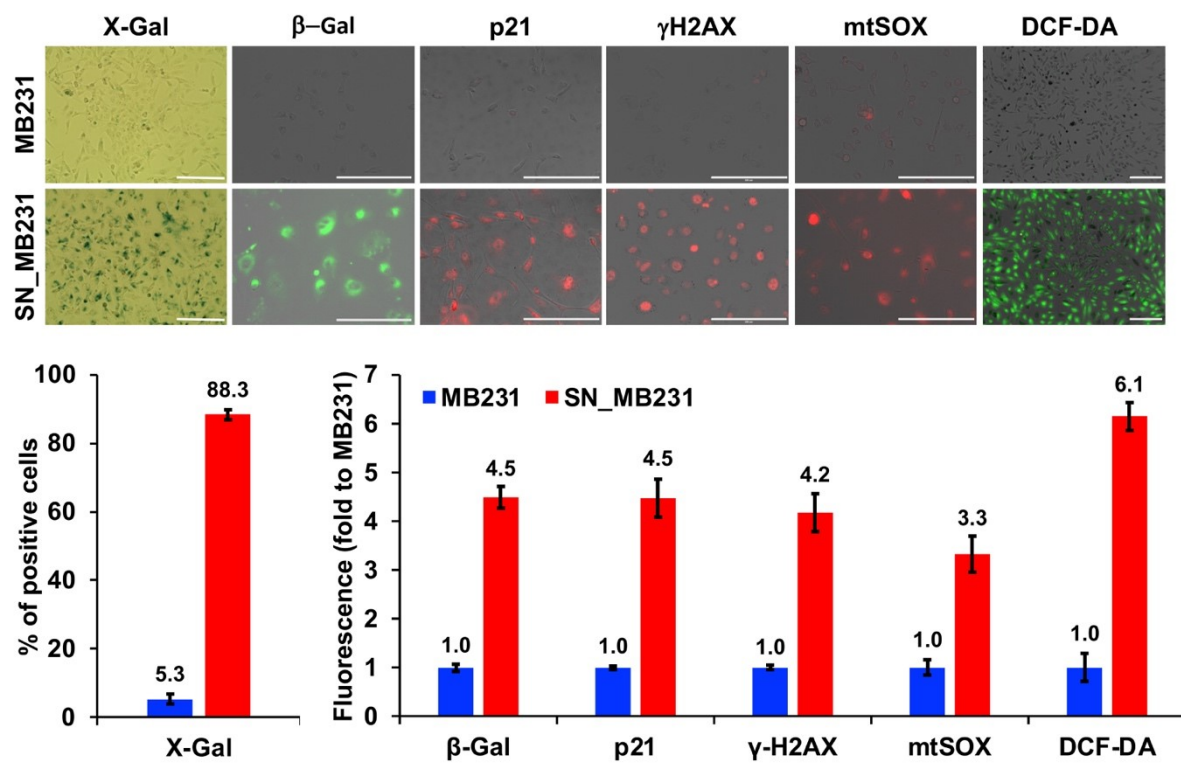 X-Gal β–Gal p21 γH2AX mtSOX DCF-DA
MB231
SN_MB231
% of positive cells
100
80
60
40
20
0
88.3
5.3
X-Gal
Fluorescence (fold to MB231)
7
6
5
4
3
2
1
0
MB231 SN_MB231
1.0 4.5 1.0 4.5 1.0 4.2 1.0 3.3 1.0 6.1
β-Gal p21 γ-H2AX mtSOX DCF-DA